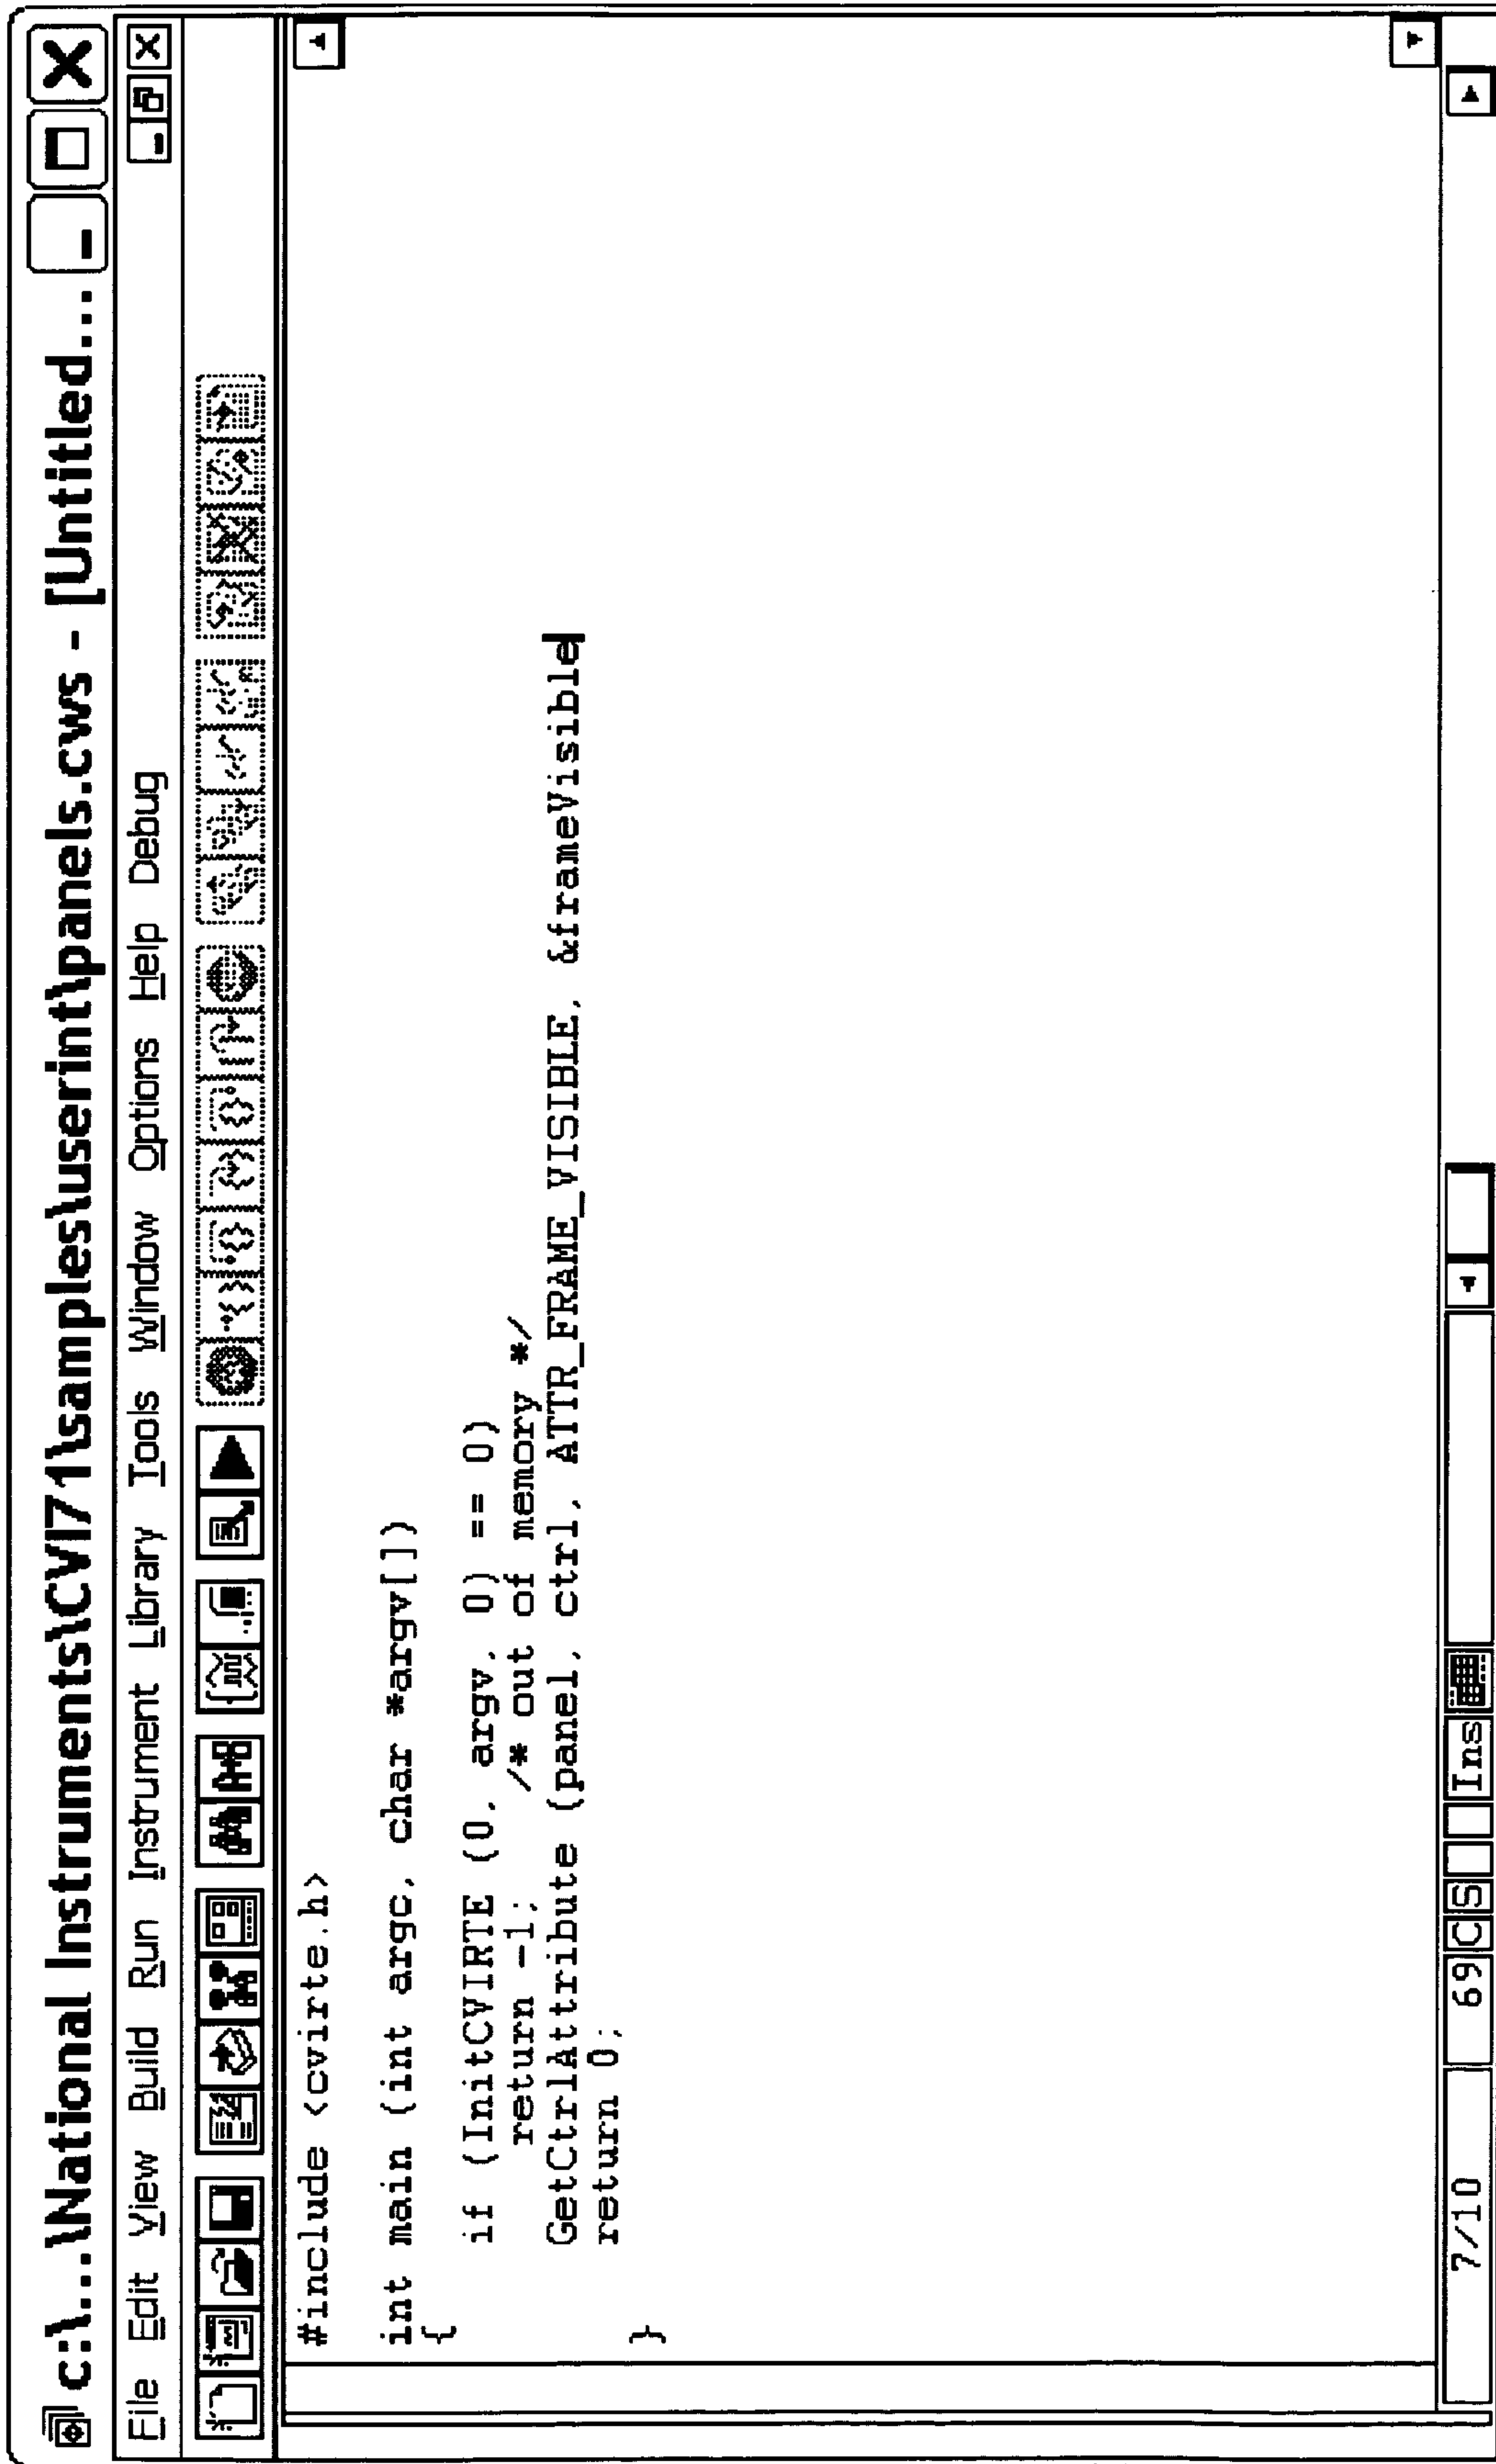 c:\...\National Instruments\CVI71\samples\userint\panels.cws - [Untitled...
File Edit View Build Run Instrument Library Tools Window Options Help Debug
#include <cvirte.h>
int main (int argc, char *argv[])
{
if (InitCVIRTE (0, argv, 0) == 0)
return -1; /* out of memory */
GetCtrlAttribute (panel, ctrl, ATTR_FRAME_VISIBLE, &frameVisible
return 0;
}
7/10 69 C S Ins